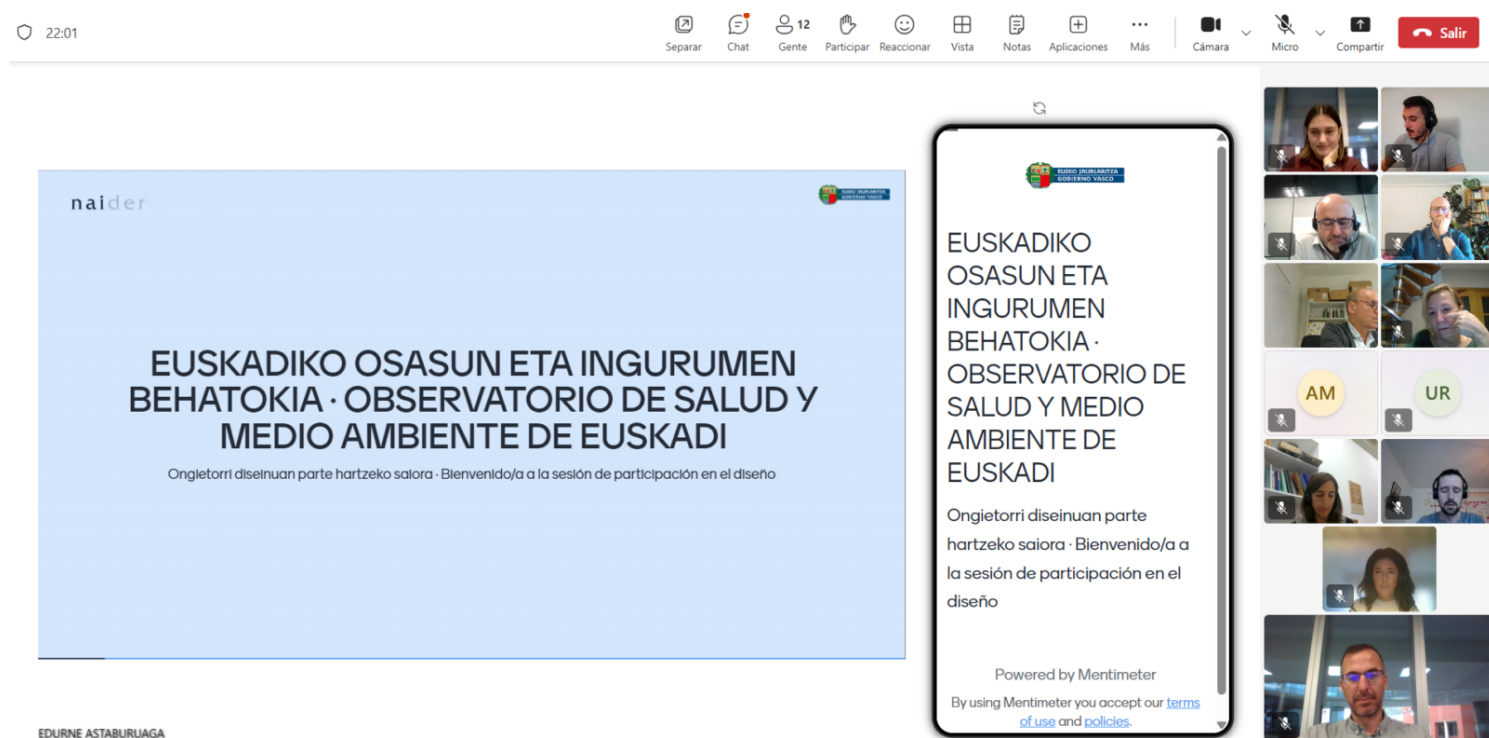 22:01
Separar
Chat
12
Gente
Participar
Reaccionar
Vista
Notas
Aplicaciones
Más
Cámara
Micro
Compartir
Salir
naider
EUSKO JAURLARITZA
GOBIERNO VASCO
EUSKADIKO OSASUN ETA INGURUMEN
BEHATOKIA · OBSERVATORIO DE SALUD Y
MEDIO AMBIENTE DE EUSKADI
Ongietorri diseinuan parte hartzeko saiora · Bienvenido/a a la sesión de participación en el diseño
EUSKO JAURLARITZA
GOBIERNO VASCO
EUSKADIKO
OSASUN ETA
INGURUMEN
BEHATOKIA ·
OBSERVATORIO DE
SALUD Y MEDIO
AMBIENTE DE
EUSKADI
Ongietorri diseinuan parte
hartzeko saiora · Bienvenido/a a
la sesión de participación en el
diseño
Powered by Mentimeter
By using Mentimeter you accept our terms
of use and policies.
AM
UR
EDURNE ASTABURUAGA